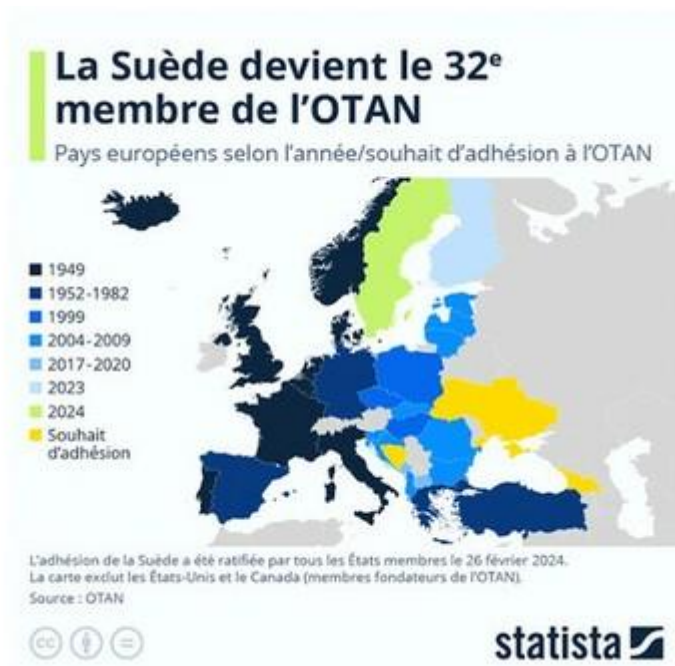 La Suède devient le 32e
membre de l'OTAN
Pays européens selon l'année/souhait d'adhésion à l'OTAN
1949
1952-1982
1999
2004-2009
2017-2020
2023
2024
Souhait
d'adhésion
L'adhésion de la Suède a été ratifiée par tous les États membres le 26 février 2024.
La carte exclut les États-Unis et le Canada (membres fondateurs de l'OTAN).
Source : OTAN
cc
statista